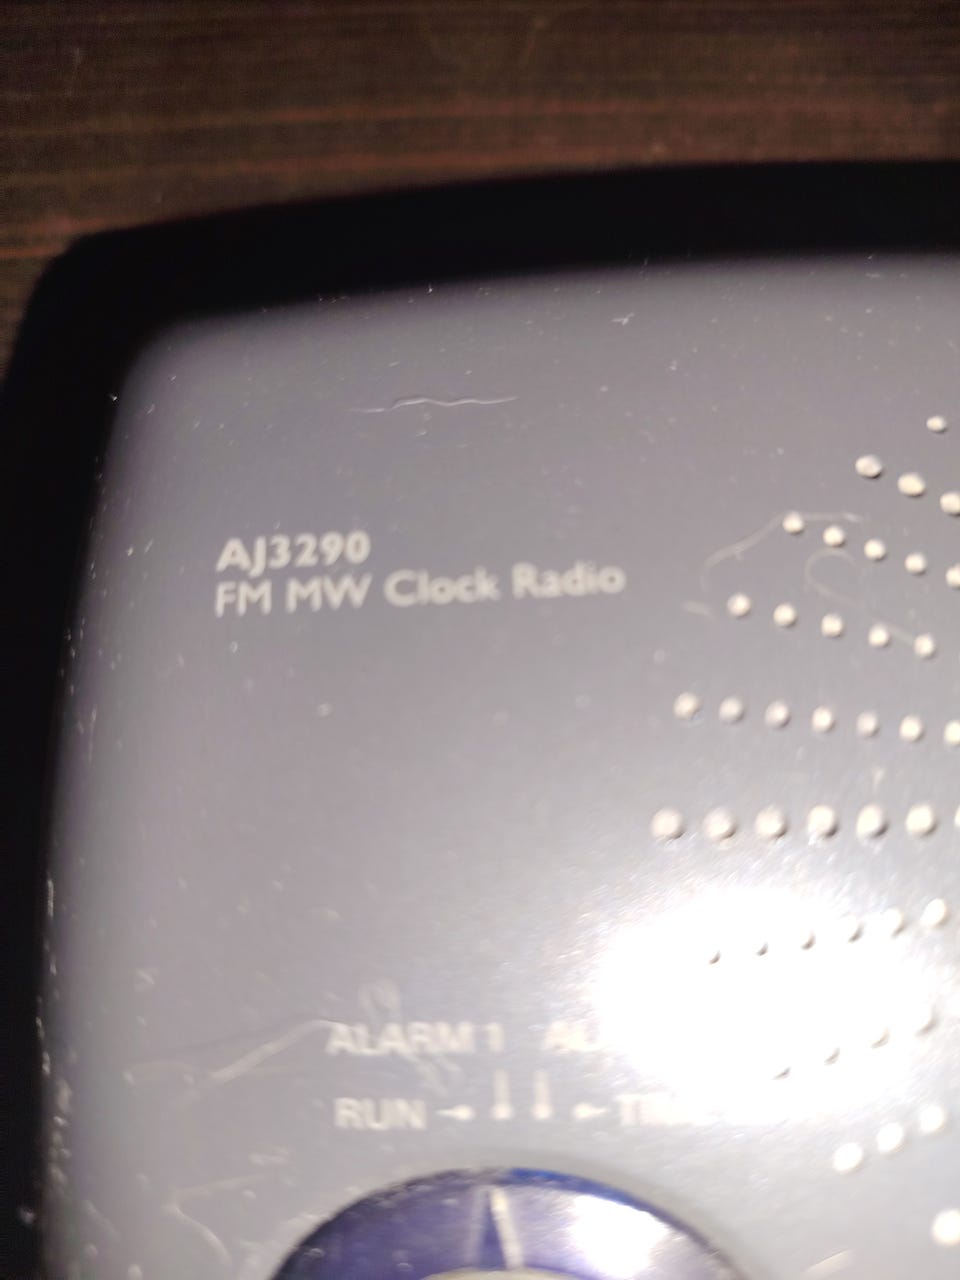 AJ3290
FM MW Clock Radio
ALARM 1
RUN